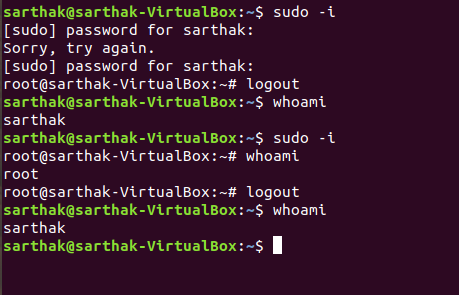 sarthak@sarthak-VirtualBox:~$ sudo -i
[sudo] password for sarthak:
Sorry, try again.
[sudo] password for sarthak:
root@sarthak-VirtualBox:~# logout
sarthak@sarthak-VirtualBox:~$ whoami
sarthak
sarthak@sarthak-VirtualBox:~$ sudo -i
root@sarthak-VirtualBox:~# whoami
root
root@sarthak-VirtualBox:~# logout
sarthak@sarthak-VirtualBox:~$ whoami
sarthak
sarthak@sarthak-VirtualBox:~$